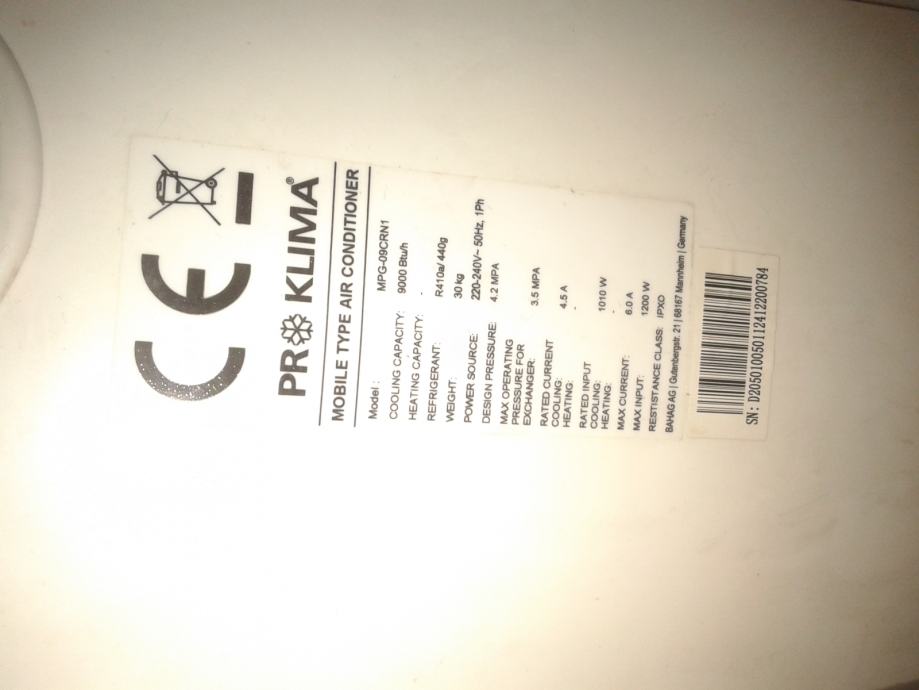 CE
PRO KLIMA®
MOBILE TYPE AIR CONDITIONER
Model : MPG-09CRN1
COOLING CAPACITY: 9000 Btu/h
HEATING CAPACITY: -
REFRIGERANT: R410a/ 440g
WEIGHT: 30 kg
POWER SOURCE: 220-240V~ 50Hz, 1Ph
DESIGN PRESSURE: 4.2 MPA
MAX OPERATING
PRESSURE FOR
EXCHANGER: 3.5 MPA
RATED CURRENT
COOLING: 4.5 A
HEATING: -
RATED INPUT
COOLING: 1010 W
HEATING: -
MAX CURRENT: 6.0 A
MAX INPUT: 1200 W
RESTISTANCE CLASS: IPXO
BAHAG AG | Gutenbergstr. 21 | 68167 Mannheim | Germany
SN: D205010050112412200784